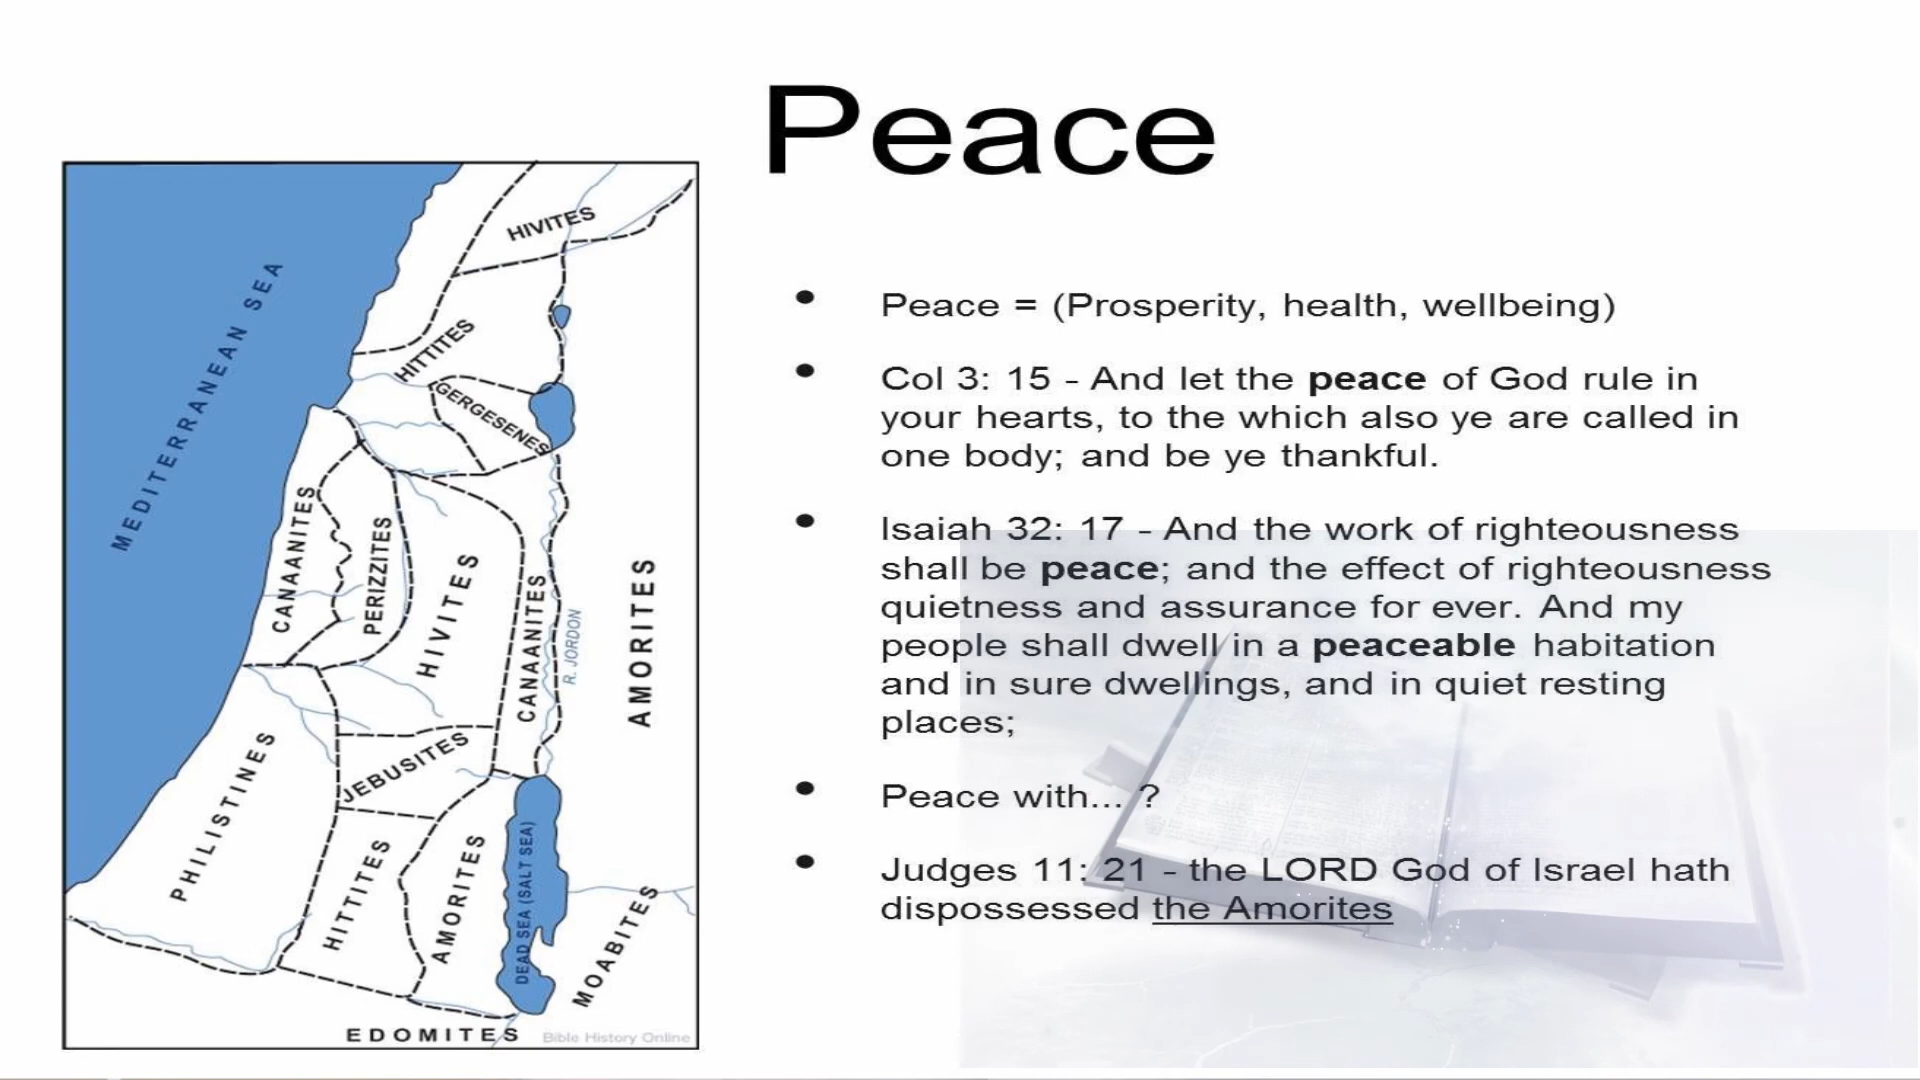 Peace
HIVITES
MEDITERRANEAN SEA
HITTITES
GERGESENES
CANAANITES
PERIZZITES
HIVITES
CANAANITES
R. JORDON
AMORITES
PHILISTINES
JEBUSITES
HITTITES
AMORITES
DEAD SEA (SALT SEA)
MOABITES
EDOMITES
Bible History Online
• Peace = (Prosperity, health, wellbeing)
• Col 3: 15 - And let the peace of God rule in
your hearts, to the which also ye are called in
one body; and be ye thankful.
• Isaiah 32: 17 - And the work of righteousness
shall be peace; and the effect of righteousness
quietness and assurance for ever. And my
people shall dwell in a peaceable habitation
and in sure dwellings, and in quiet resting
places;
• Peace with... ?
• Judges 11: 21 - the LORD God of Israel hath
dispossessed the Amorites